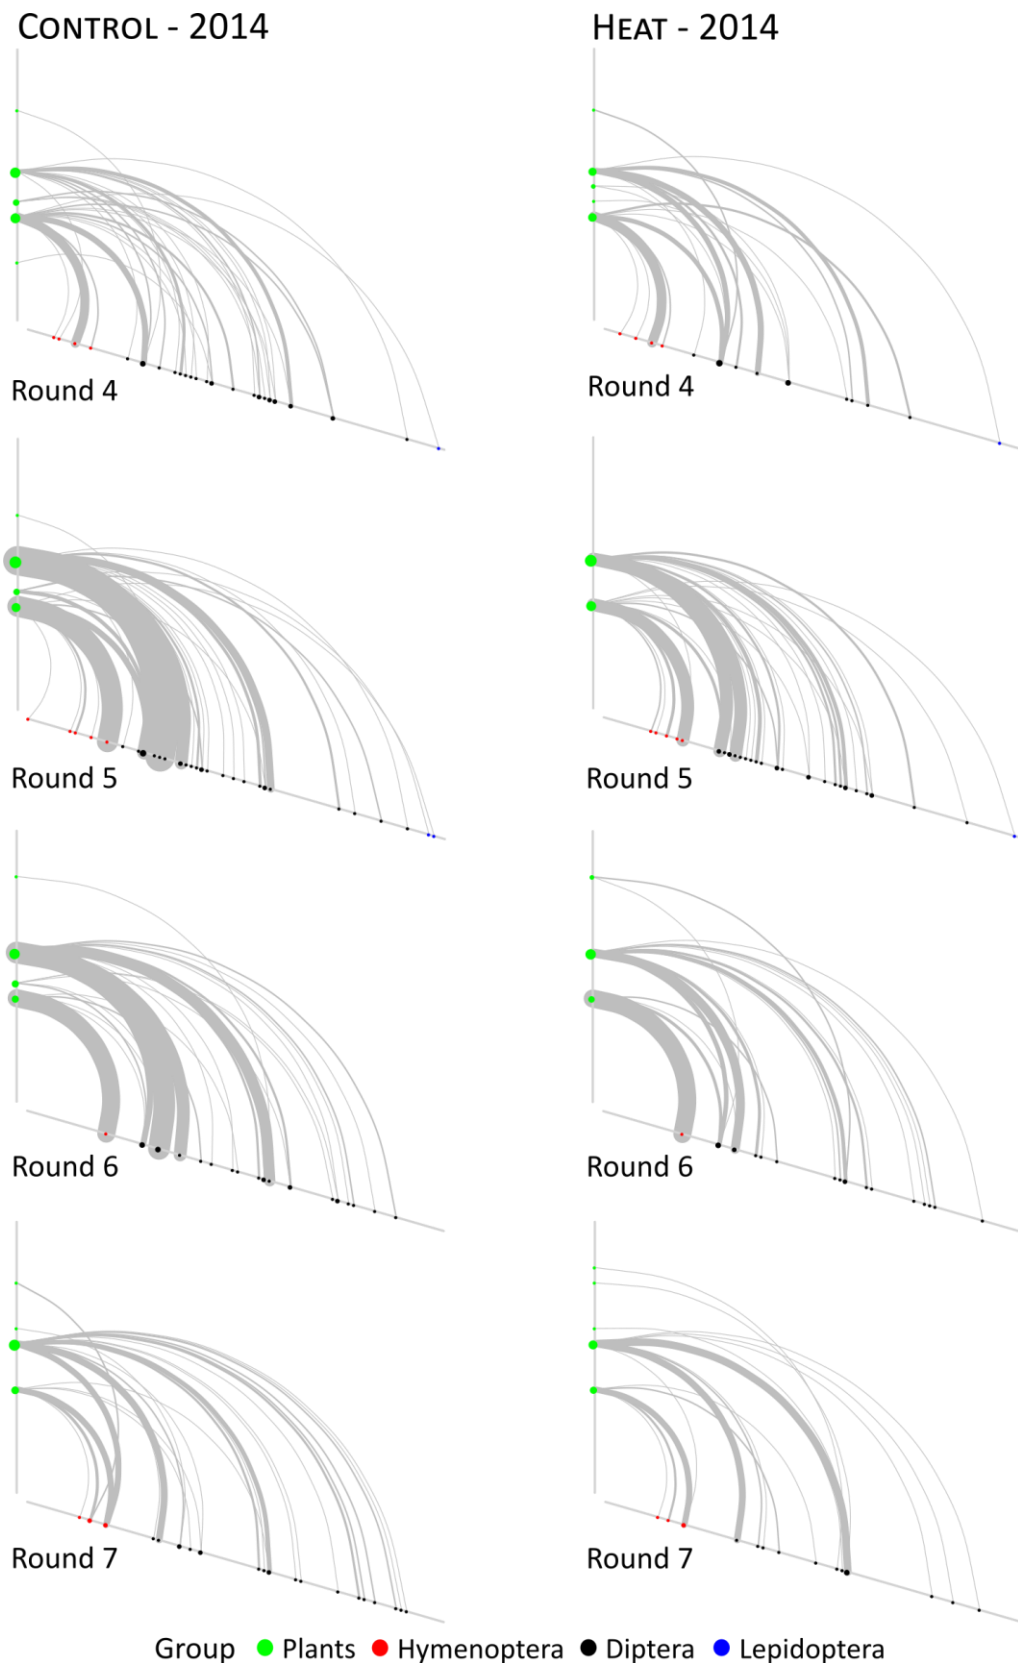 CONTROL - 2014
HEAT - 2014
Round 4
Round 4
Round 5
Round 5
Round 6
Round 6
Round 7
Round 7
Group Plants Hymenoptera Diptera Lepidoptera